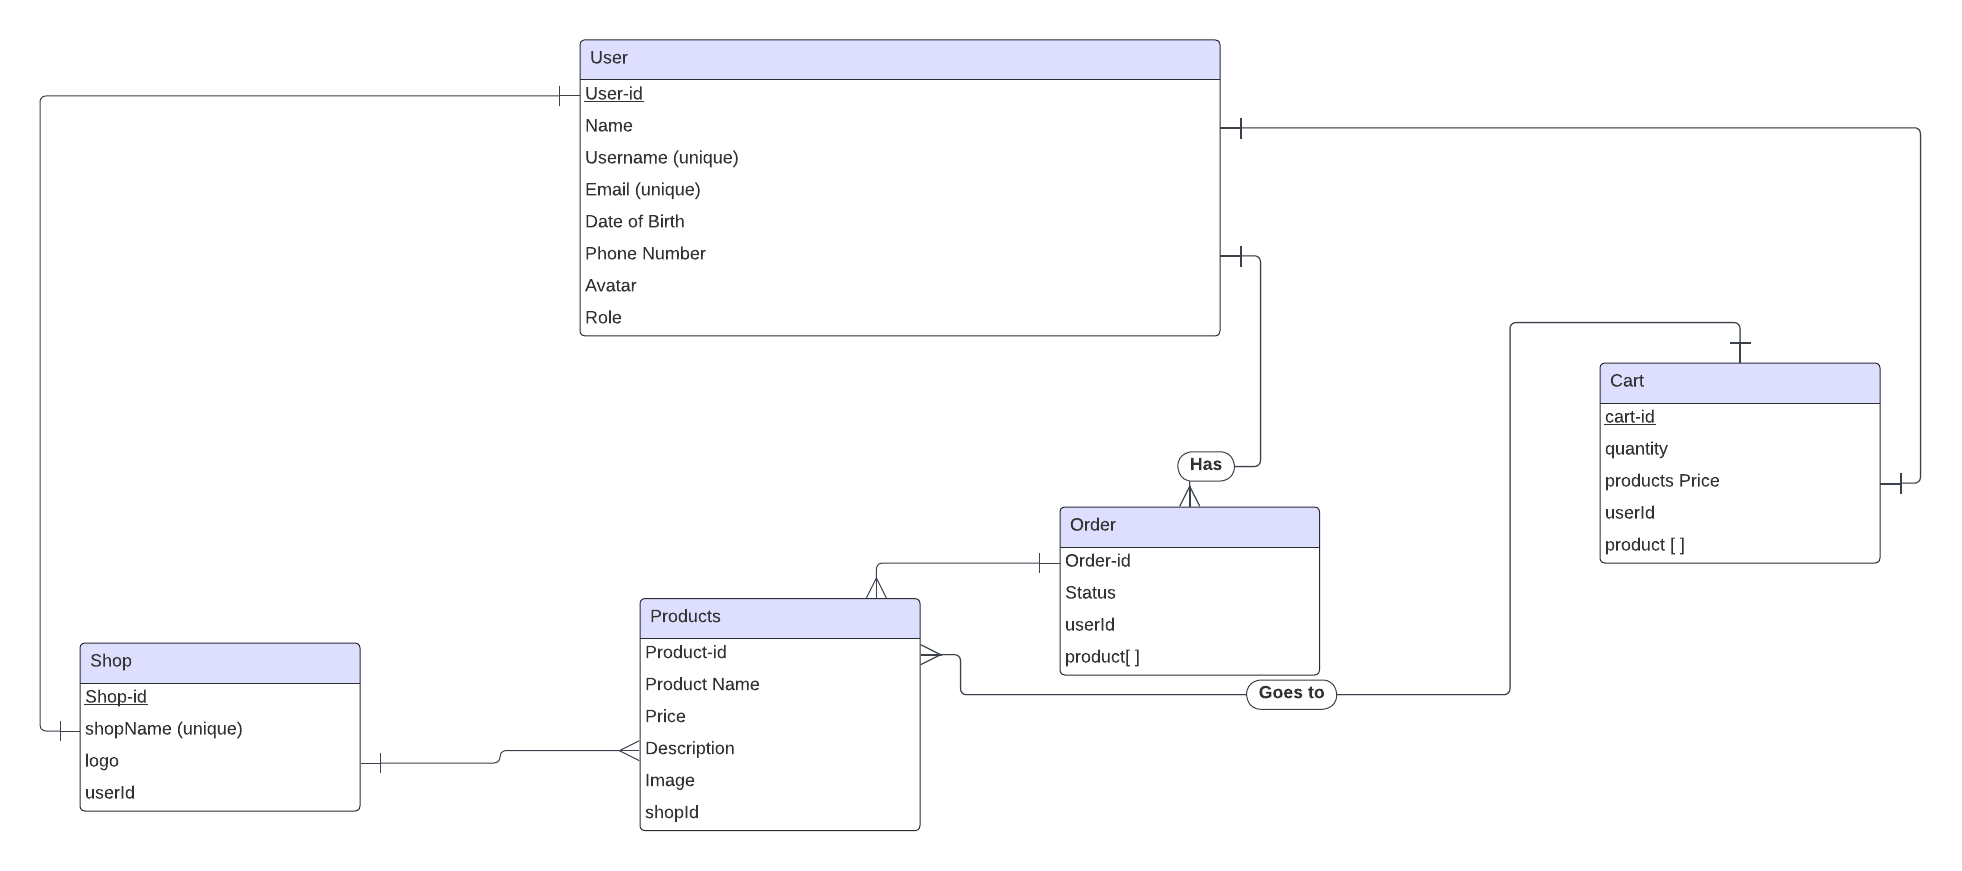 User
User-id
Name
Username (unique)
Email (unique)
Date of Birth
Phone Number
Avatar
Role
Cart
cart-id
quantity
products Price
userId
product [ ]
Has
Order
Order-id
Status
userId
product[ ]
Products
Product-id
Product Name
Price
Description
Image
shopId
Goes to
Shop
Shop-id
shopName (unique)
logo
userId